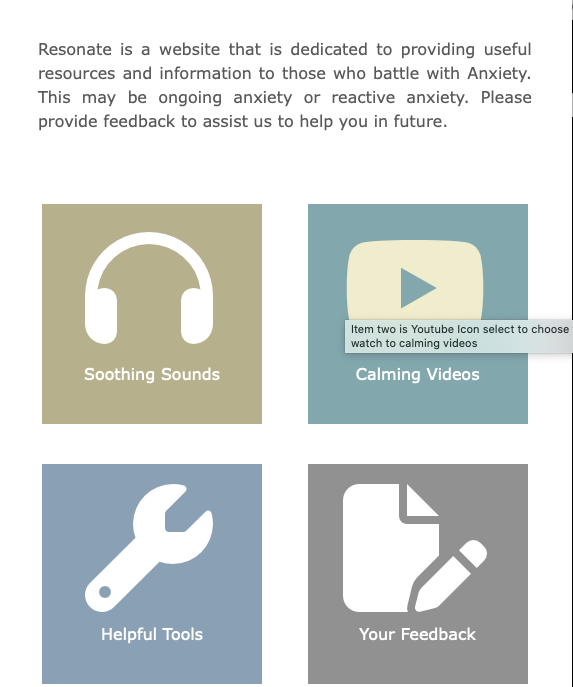 Resonate is a website that is dedicated to providing useful
resources and information to those who battle with Anxiety.
This may be ongoing anxiety or reactive anxiety. Please
provide feedback to assist us to help you in future.
Soothing Sounds
Item two is Youtube Icon select to choose
watch to calming videos
Calming Videos
Helpful Tools
Your Feedback